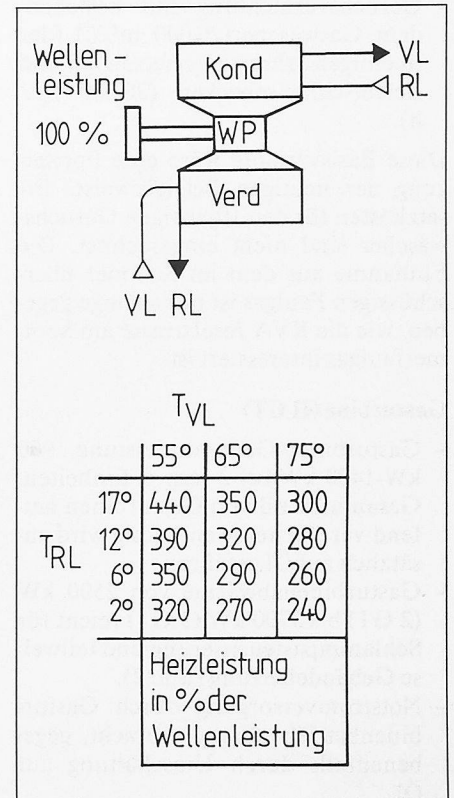 Wellen-
leistung
100 %
Kond
VL
RL
WP
Verd
VL RL
T_VL
55° 65° 75°
T_RL
17° 440 350 300
12° 390 320 280
6° 350 290 260
2° 320 270 240
Heizleistung
in % der
Wellenleistung